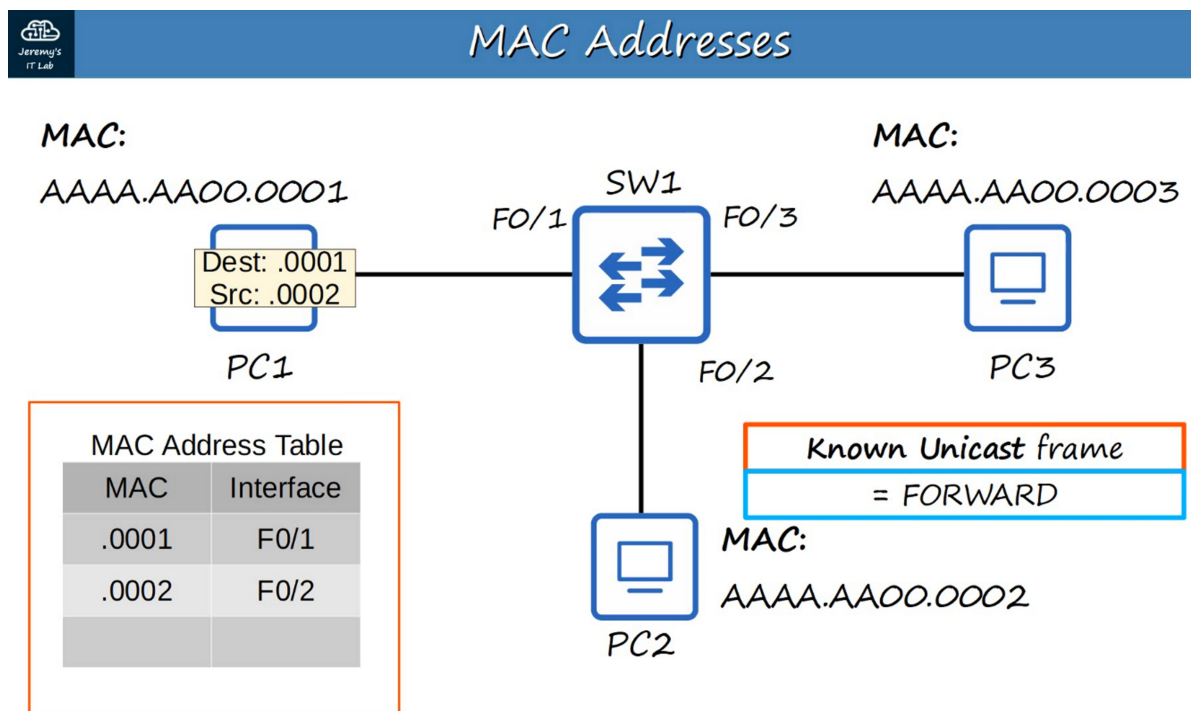 Jeremy's
IT Lab
MAC Addresses
MAC:
AAAA.AA00.0001
PC1
Dest: .0001
Src: .0002
SW1
F0/1
F0/3
F0/2
MAC:
AAAA.AA00.0003
PC3
MAC Address Table
MAC Interface
.0001 F0/1
.0002 F0/2
Known Unicast frame
= FORWARD
MAC:
AAAA.AA00.0002
PC2